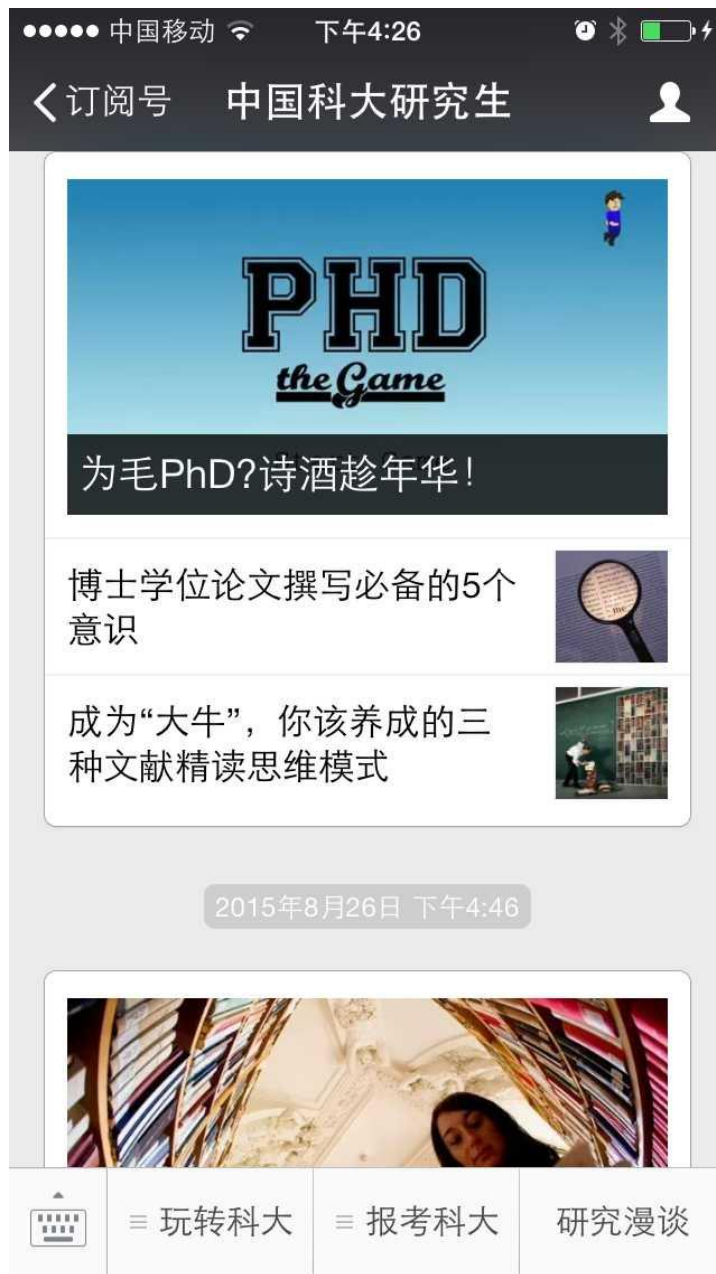 中国移动
下午4:26
订阅号
中国科大研究生
PHD
the Game
为毛PhD?诗酒趁年华！
博士学位论文撰写必备的5个
意识
成为“大牛”，你该养成的三
种文献精读思维模式
2015年8月26日 下午4:46
玩转科大
报考科大
研究漫谈